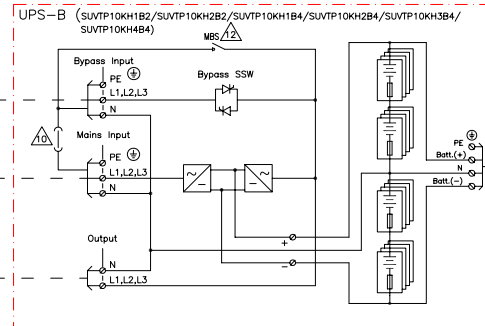 UPS-B (SUVTP10KH1B2/SUVTP10KH2B2/SUVTP10KH1B4/SUVTP10KH2B4/SUVTP10KH3B4/
SUVTP10KH4B4)
MBS 12
Bypass Input
PE
L1,L2,L3
N
Bypass SSW
10
Mains Input
PE
L1,L2,L3
N
Output
N
L1,L2,L3
+
−
PE
Batt.(+)
N
Batt.(−)